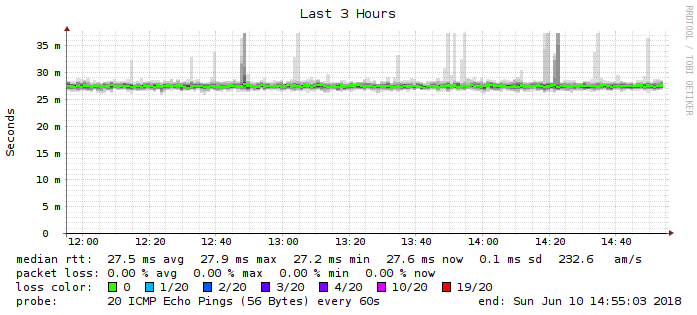 Last 3 Hours
RRDTOOL / TOBI OETIKER
Seconds
35 m
30 m
25 m
20 m
15 m
10 m
5 m
0
12:00 12:20 12:40 13:00 13:20 13:40 14:00 14:20 14:40
median rtt: 27.5 ms avg 27.9 ms max 27.2 ms min 27.6 ms now 0.1 ms sd 232.6 am/s
packet loss: 0.00 % avg 0.00 % max 0.00 % min 0.00 % now
loss color: 0 1/20 2/20 3/20 4/20 10/20 19/20
probe: 20 ICMP Echo Pings (56 Bytes) every 60s end: Sun Jun 10 14:55:03 2018